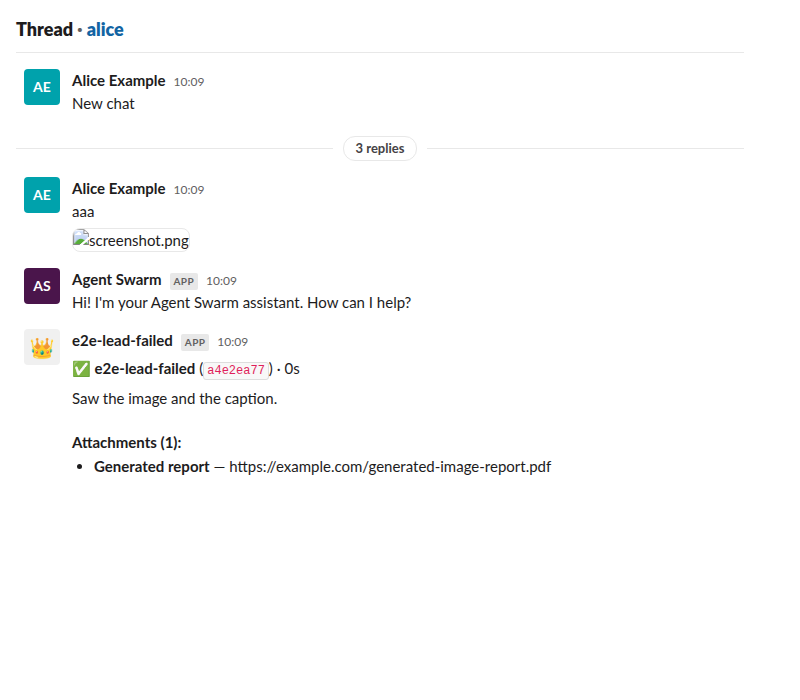 Thread • alice
AE
Alice Example 10:09
New chat
3 replies
AE
Alice Example 10:09
aaa
screenshot.png
AS
Agent Swarm APP 10:09
Hi! I'm your Agent Swarm assistant. How can I help?
e2e-lead-failed APP 10:09
✅ e2e-lead-failed (a4e2ea77) · 0s
Saw the image and the caption.
Attachments (1):
• Generated report — https://example.com/generated-image-report.pdf